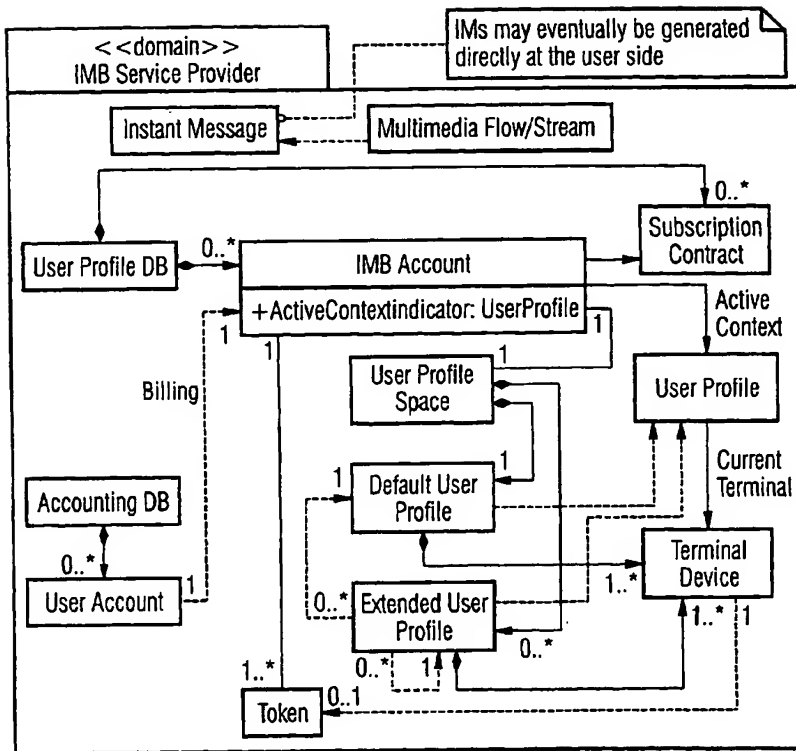 <<domain>>
IMB Service Provider
IMs may eventually be generated
directly at the user side
Instant Message
Multimedia Flow/Stream
0..*
Subscription
Contract
User Profile DB
0..*
IMB Account
+ActiveContextindicator: UserProfile
1
1
1
Active
Context
Billing
1
User Profile
Space
User Profile
1
1
Default User
Profile
Current
Terminal
Accounting DB
0..*
User Account
1
0..*
Extended User
Profile
1..*
Terminal
Device
1..*
1
0..*
0..*
1
1..*
0..1
Token